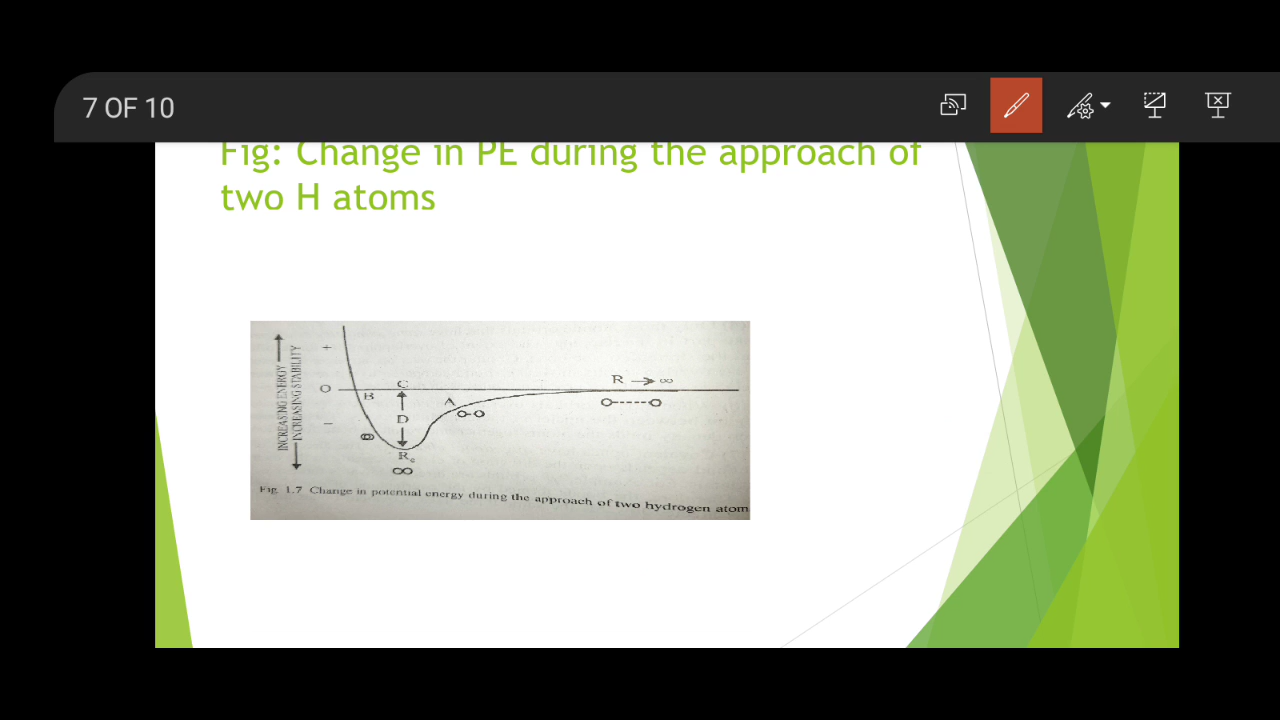 7 OF 10
Fig: Change in PE during the approach of
two H atoms
INCREASING ENERGY
INCREASING STABILITY
+
O
−
B
C
D
Re
A
R → ∞
Fig. 1.7 Change in potential energy during the approach of two hydrogen atom